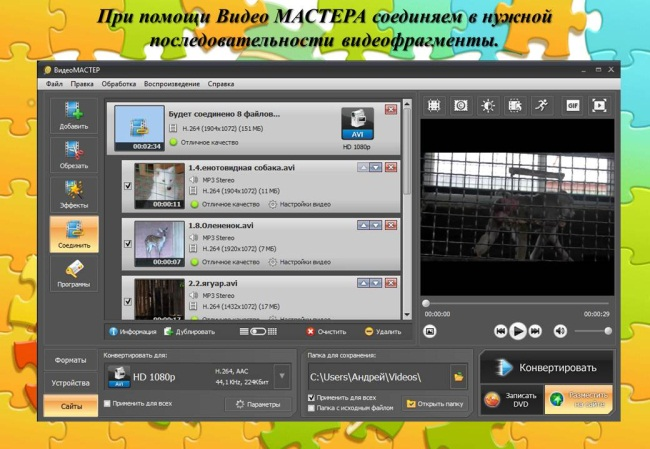 При помощи Видео МАСТЕРА соединяем в нужной
последовательности видеофрагменты.
ВидеоМАСТЕР
Файл Правка Обработка Воспроизведение Справка
Добавить
Обрезать
Эффекты
Соединить
Программы
Будет соединено 8 файлов...
H.264 (1904x1072) (151 МБ)
Отличное качество
00:02:34
AVI
HD 1080p
1.4.енотовидная собака.avi
MP3 Stereo
H.264 (1904x1072) (11 МБ)
00:00:11
Отличное качество Настройки видео
1.8.Олененок.avi
MP3 Stereo
H.264 (1920x1072) (7 МБ)
00:00:07
Отличное качество Настройки видео
2.2.ягуар.avi
MP3 Stereo
H.264 (1432x1072) (17 МБ)
Информация Дублировать Очистить Удалить
GIF
00:00:00 00:00:29
Форматы
Устройства
Сайты
Конвертировать для:
AVI
HD 1080p
H.264, AAC
44,1 KHz, 224Кбит
Применить для всех
Параметры
Папка для сохранения:
C:\Users\Андрей\Videos\
Применить для всех
Папка с исходным файлом
Открыть папку
Конвертировать
Записать
DVD
Разместить
на сайте